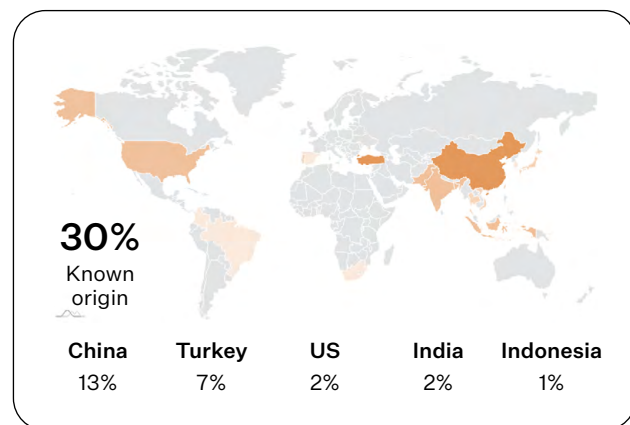 30%
Known
origin
China Turkey US India Indonesia
13% 7% 2% 2% 1%